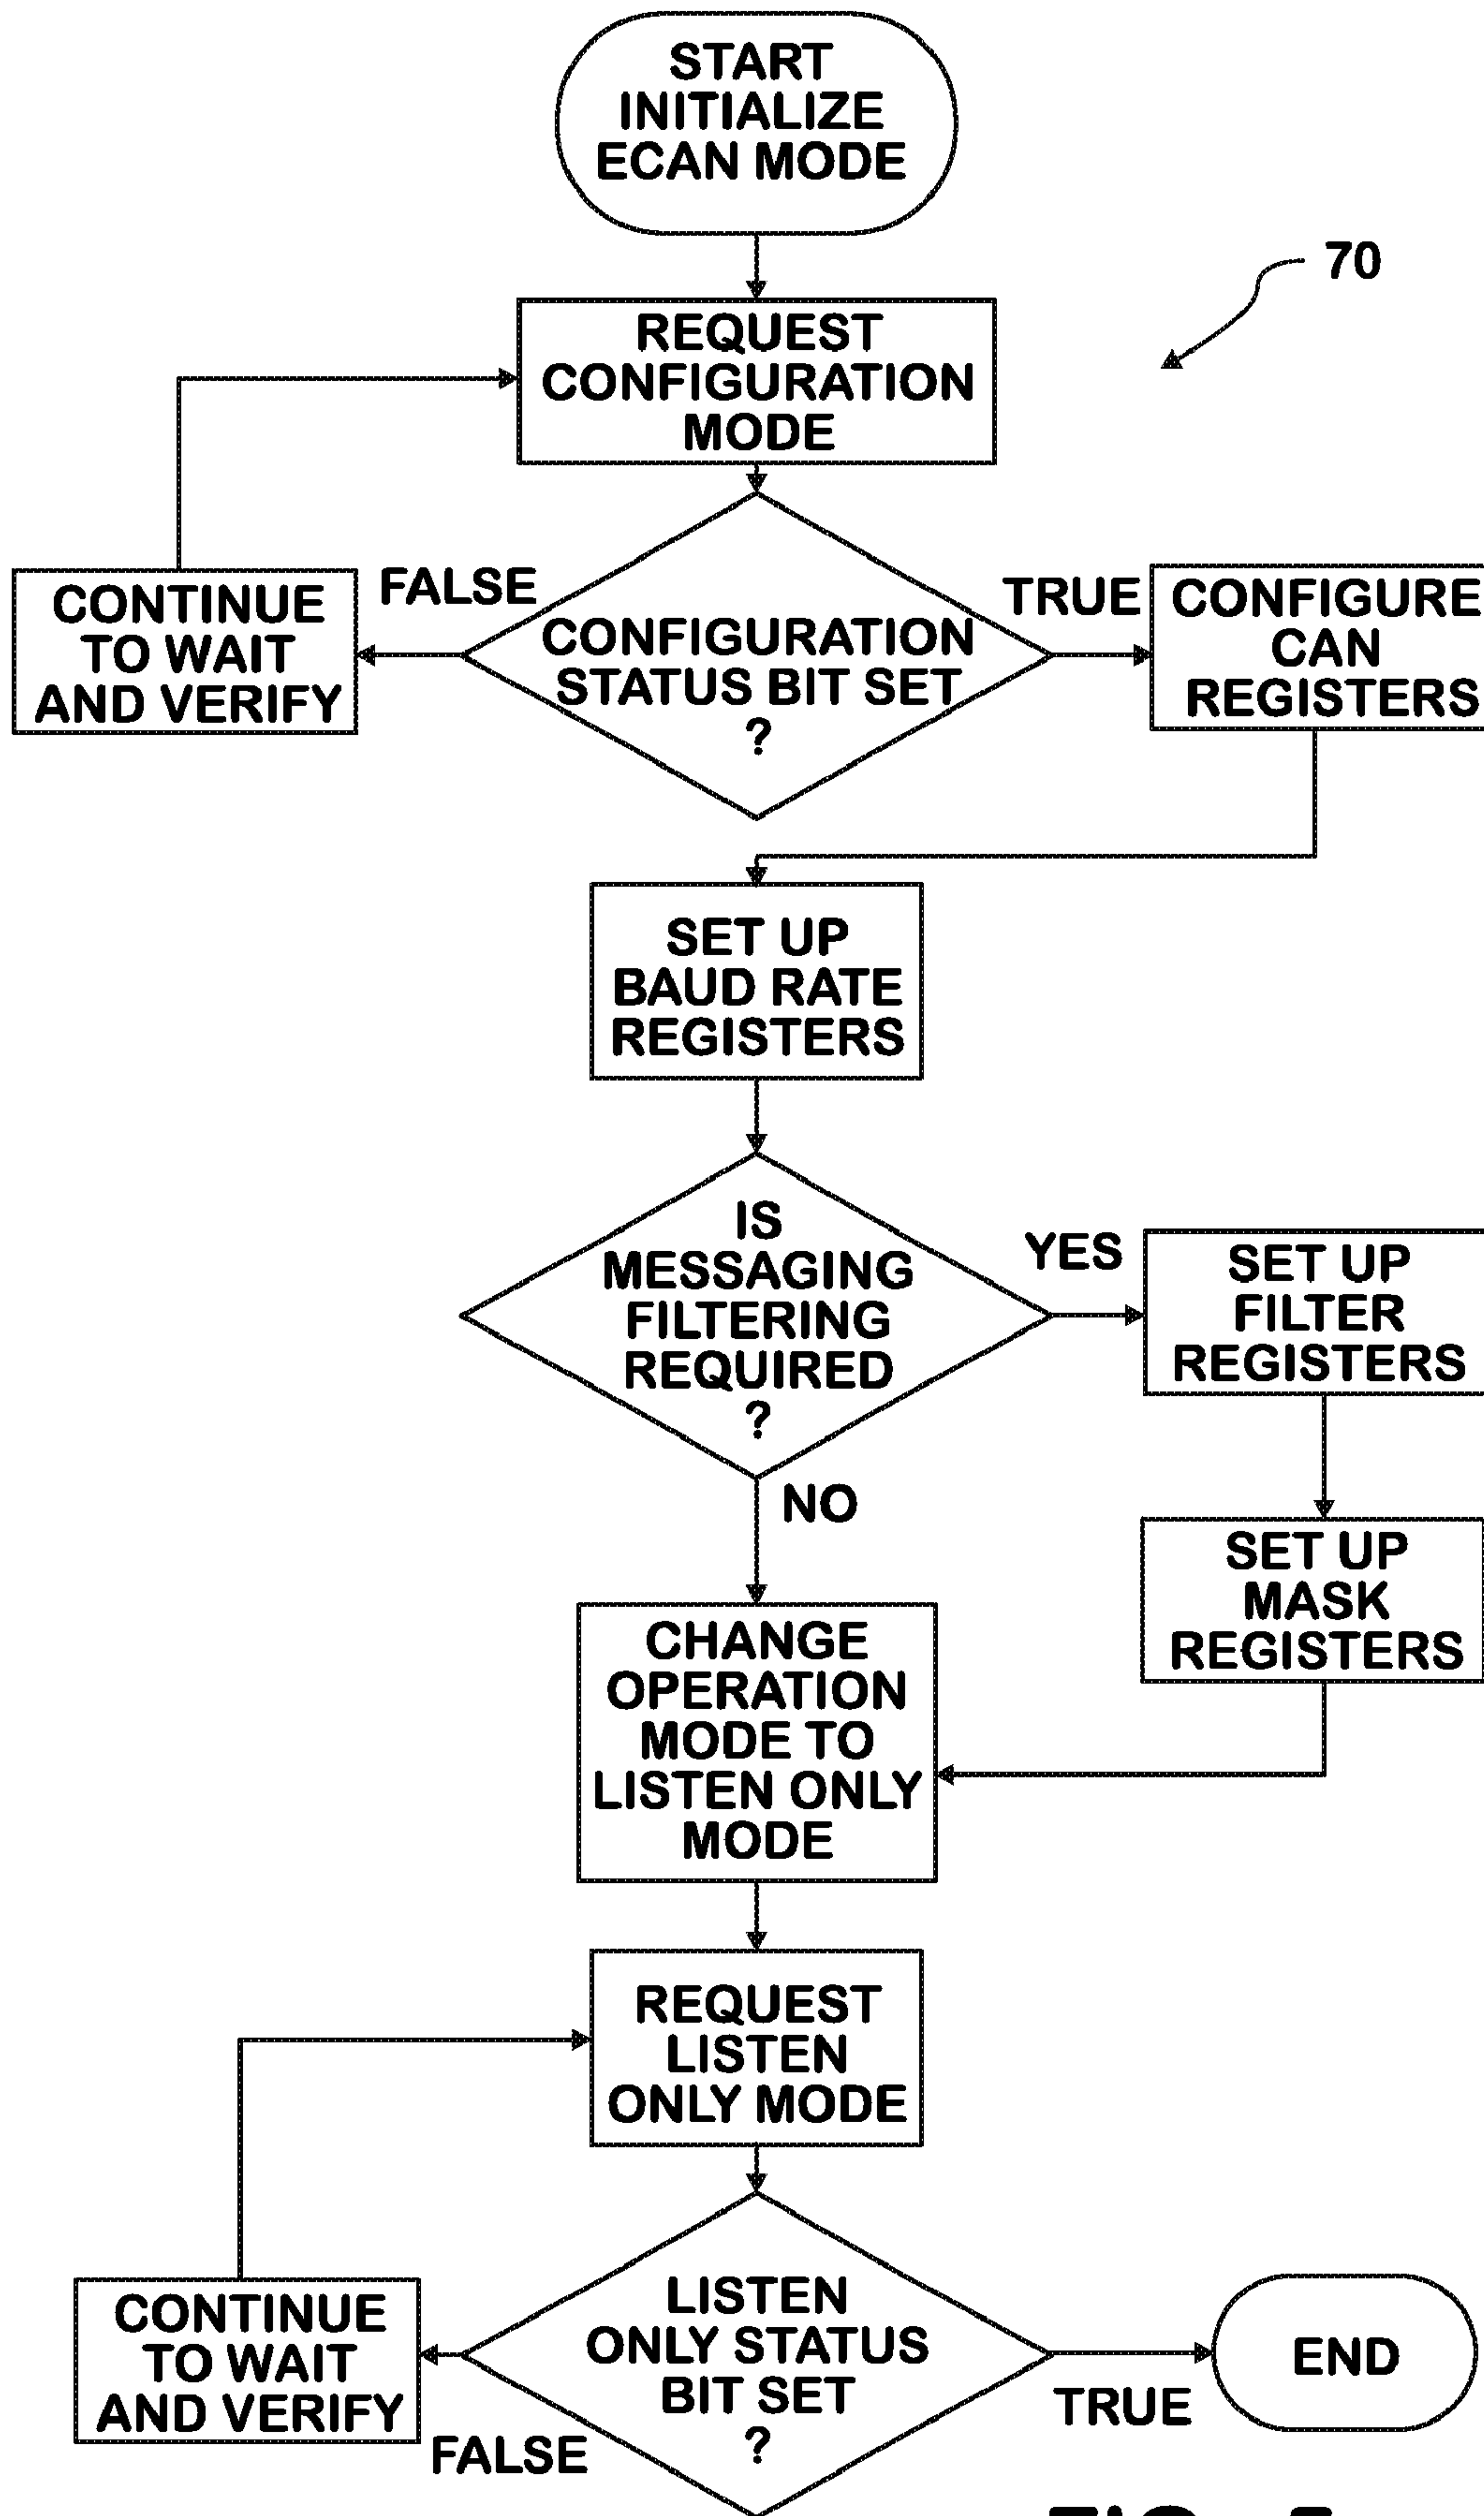 START
INITIALIZE
ECAN MODE
70
REQUEST
CONFIGURATION
MODE
CONTINUE
TO WAIT
AND VERIFY
FALSE
CONFIGURATION
STATUS BIT SET
?
TRUE
CONFIGURE
CAN
REGISTERS
SET UP
BAUD RATE
REGISTERS
IS
MESSAGING
FILTERING
REQUIRED
?
YES
SET UP
FILTER
REGISTERS
NO
SET UP
MASK
REGISTERS
CHANGE
OPERATION
MODE TO
LISTEN ONLY
MODE
REQUEST
LISTEN
ONLY MODE
CONTINUE
TO WAIT
AND VERIFY
FALSE
LISTEN
ONLY STATUS
BIT SET
?
TRUE
END